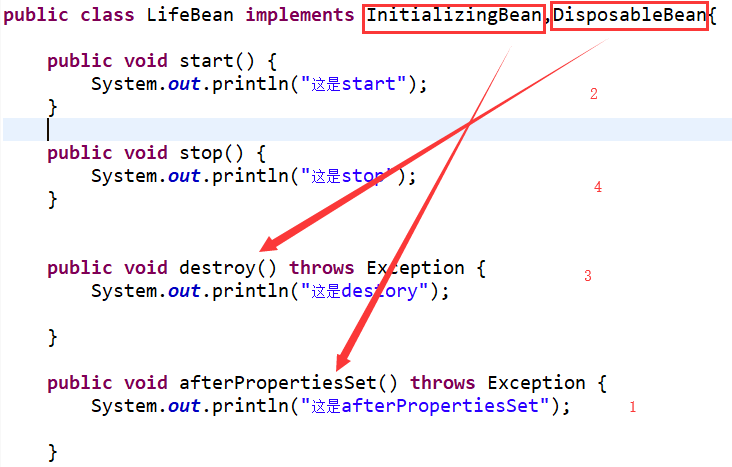 public class LifeBean implements InitializingBean,DisposableBean{
public void start() {
System.out.println("这是start");
2
}
public void stop() {
System.out.println("这是stop");
4
}
public void destroy() throws Exception {
3
System.out.println("这是destory");
}
public void afterPropertiesSet() throws Exception {
System.out.println("这是afterPropertiesSet");
1
}